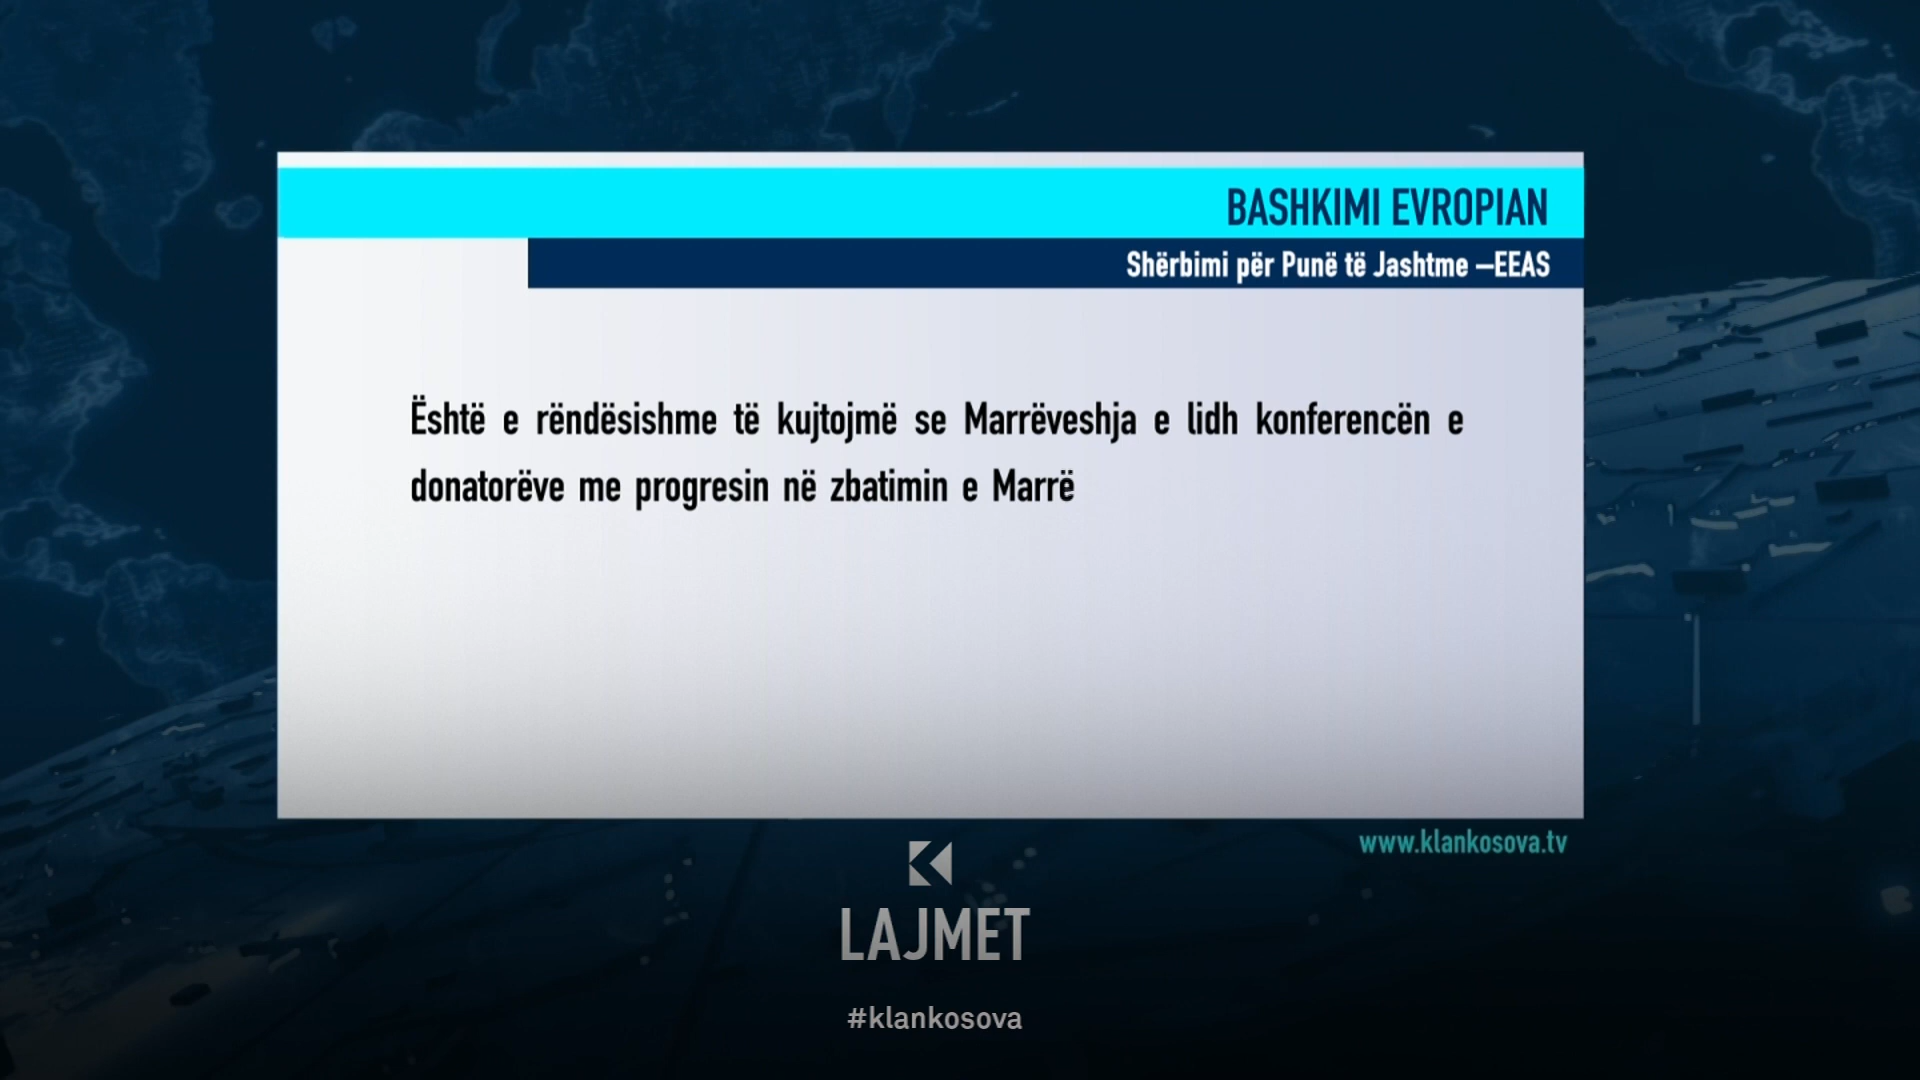 BASHKIMI EVROPIAN
Shërbimi për Punë të Jashtme –EEAS
Është e rëndësishme të kujtojmë se Marrëveshja e lidh konferencën e
donatorëve me progresin në zbatimin e Marrë
www.klankosova.tv
LAJMET
#klankosova